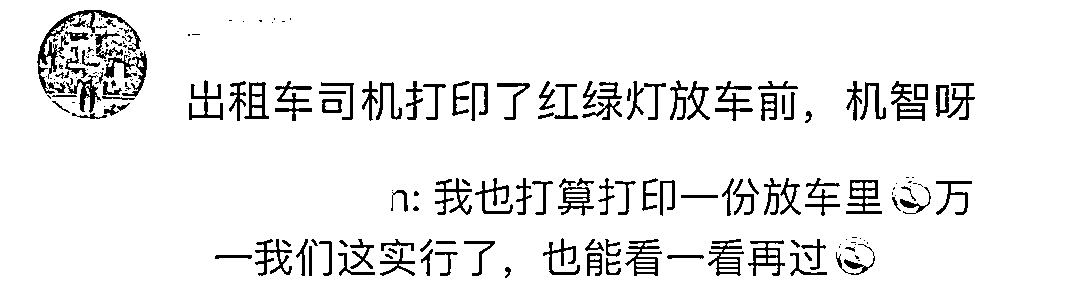 出租车司机打印了红绿灯放车前，机智呀
n: 我也打算打印一份放车里万
一我们这实行了，也能看一看再过